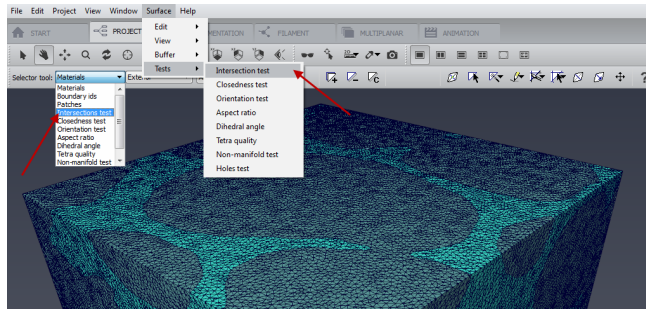 File Edit Project View Window Surface Help
START
PROJECT
MENTATION
FILAMENT
MULTIPLANAR
ANIMATION
Edit
View
Buffer
Tests
Selector tool: Materials
Materials
Boundary ids
Patches
Intersections test
Closedness test
Orientation test
Aspect ratio
Dihedral angle
Tetra quality
Non-manifold test
Intersection test
Closedness test
Orientation test
Aspect ratio
Dihedral angle
Tetra quality
Non-manifold test
Holes test